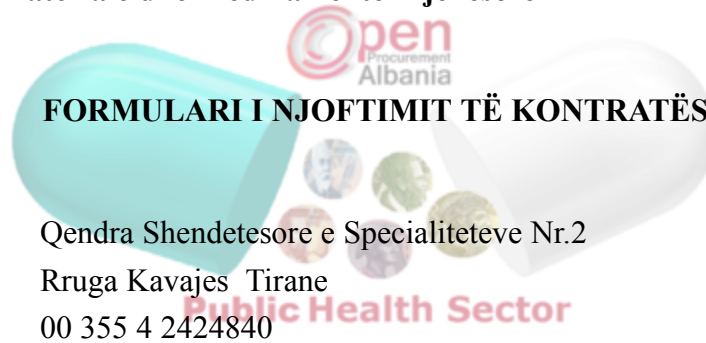 Open
Procurement
Albania
FORMULARI I NJOFTIMIT TË KONTRATËS
Qendra Shendetesore e Specialiteteve Nr.2
Rruga Kavajes Tirane
Public Health Sector
00 355 4 2424840